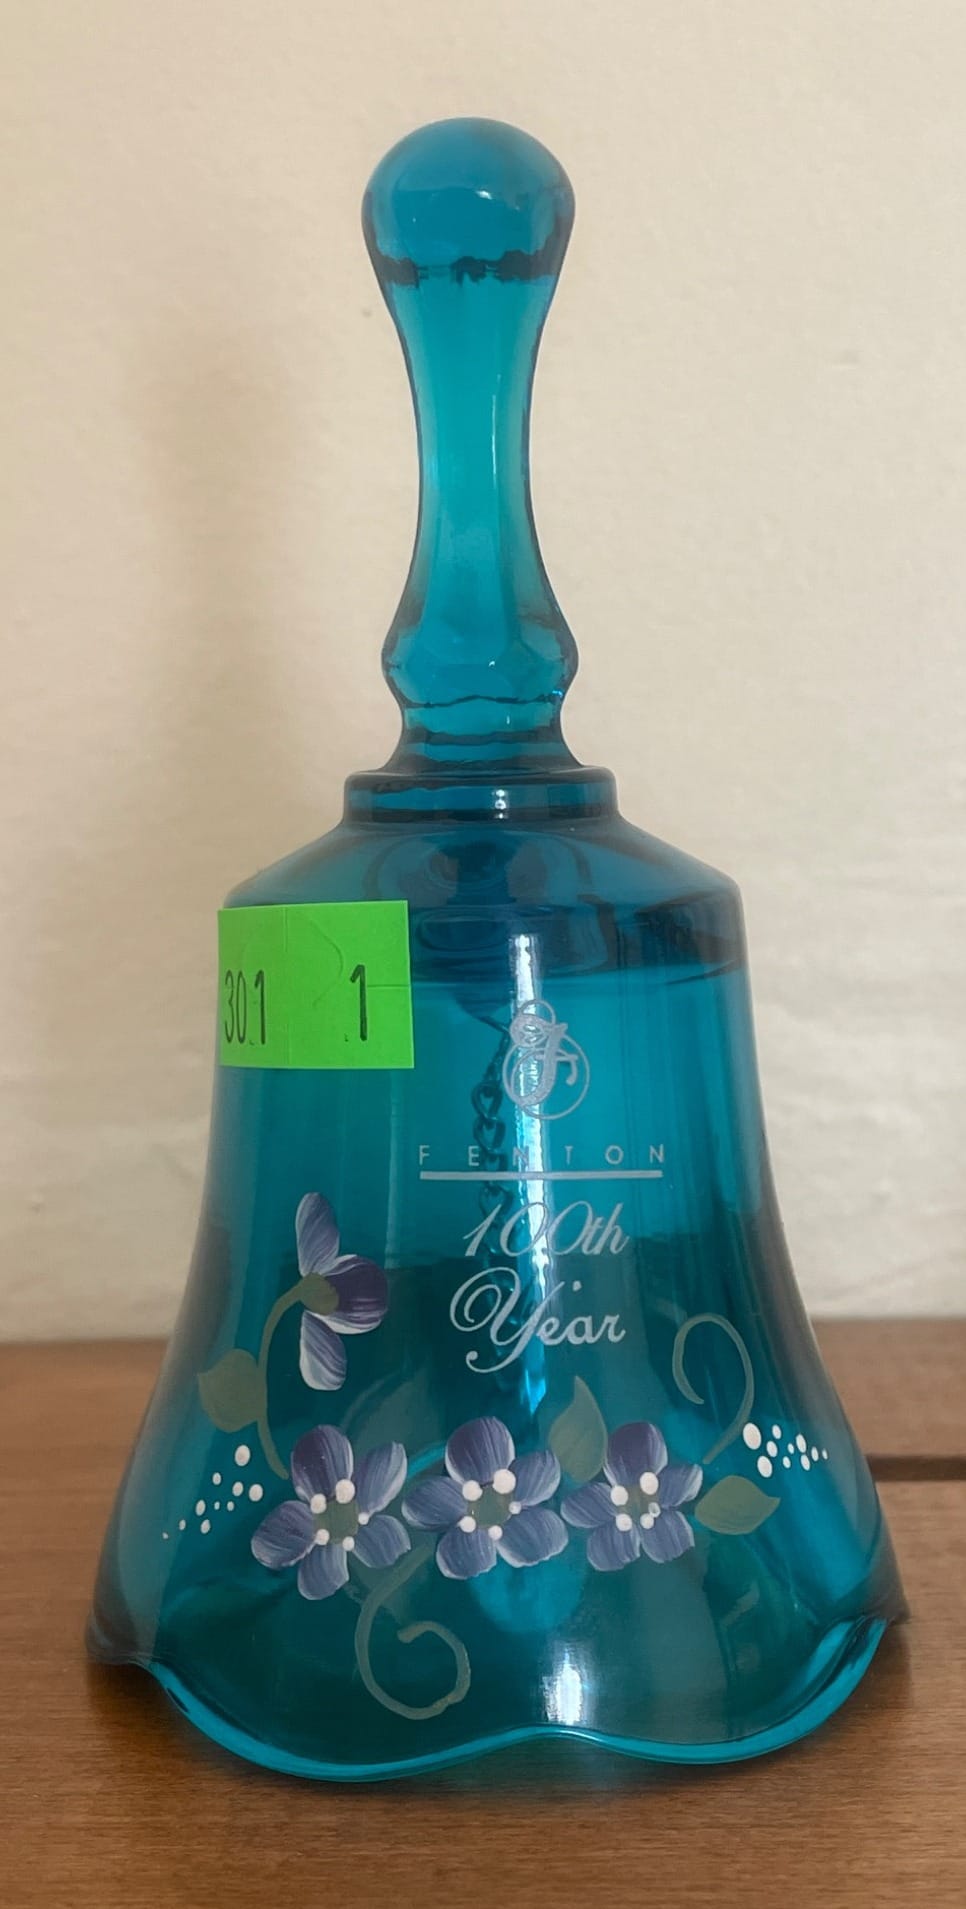 30.1 1
F
FENTON
100th
Year